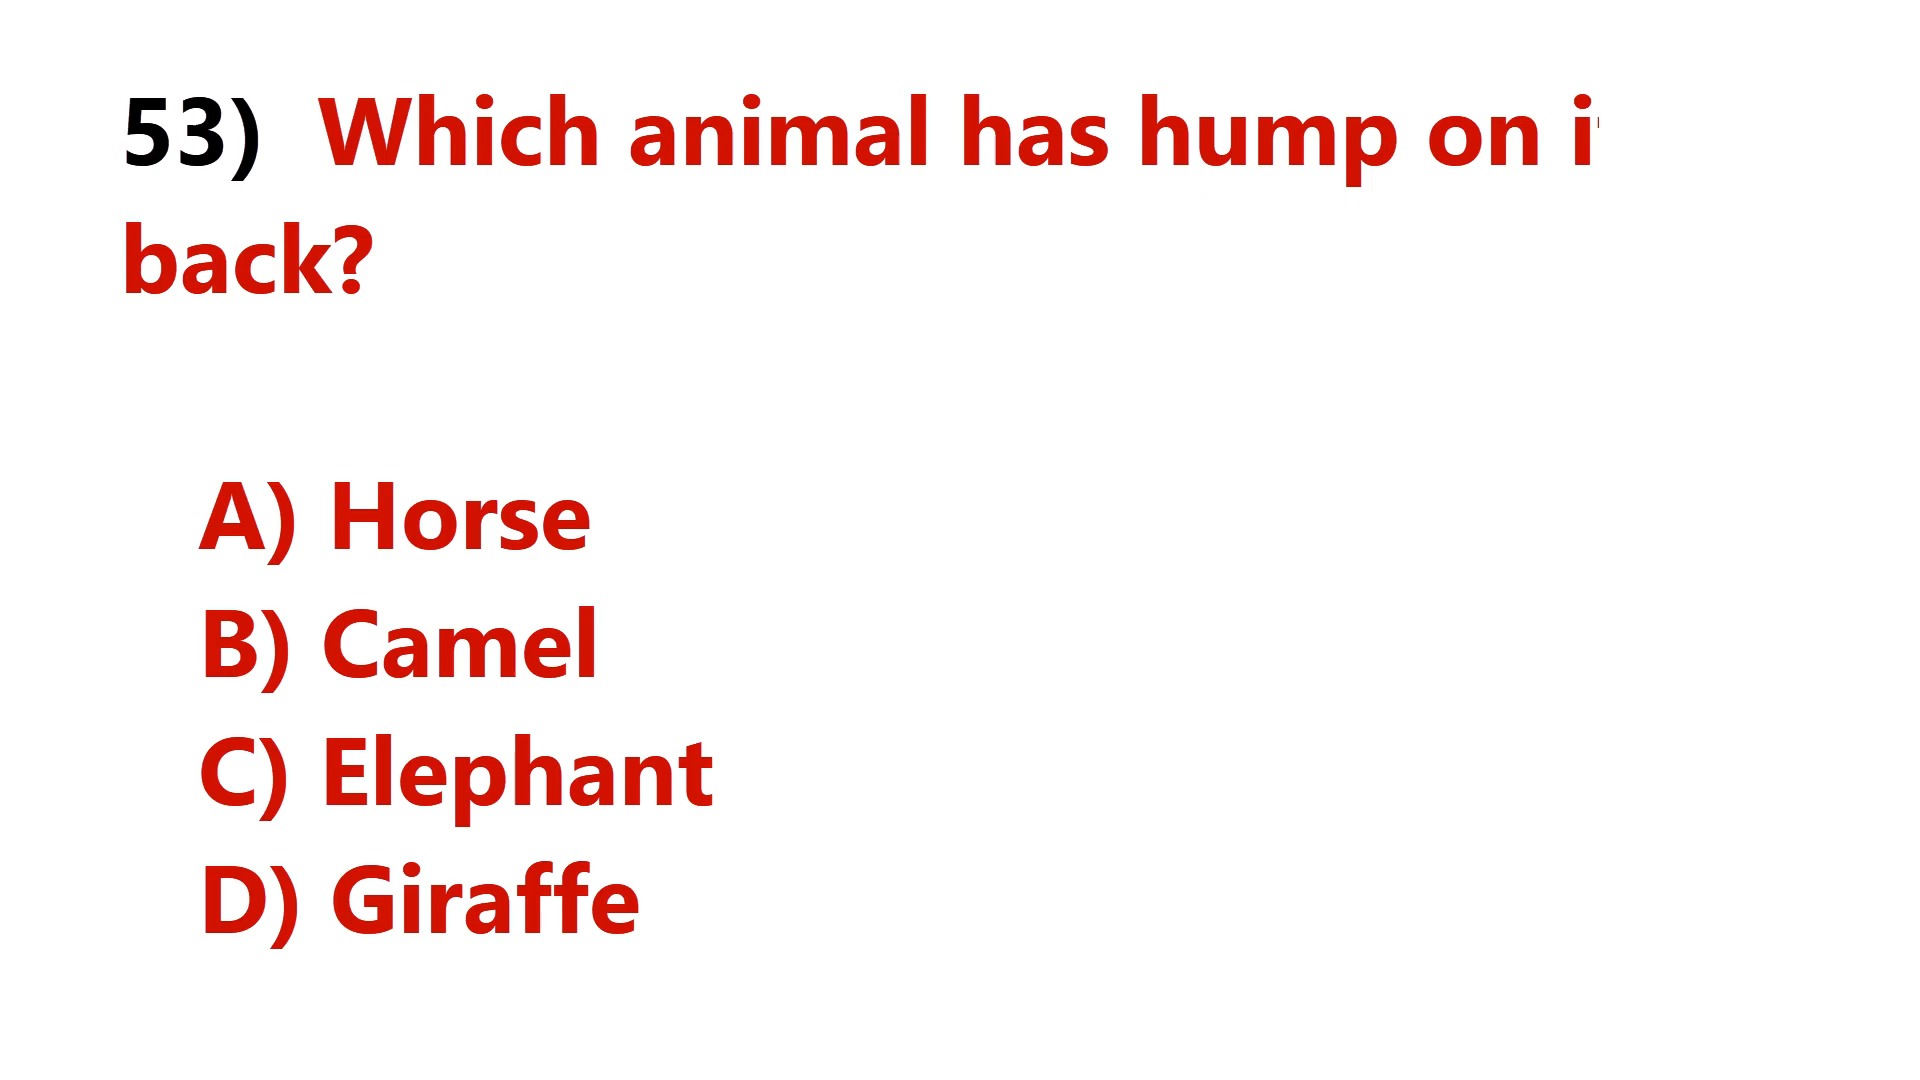 53) Which animal has hump on
back?
A) Horse
B) Camel
C) Elephant
D) Giraffe